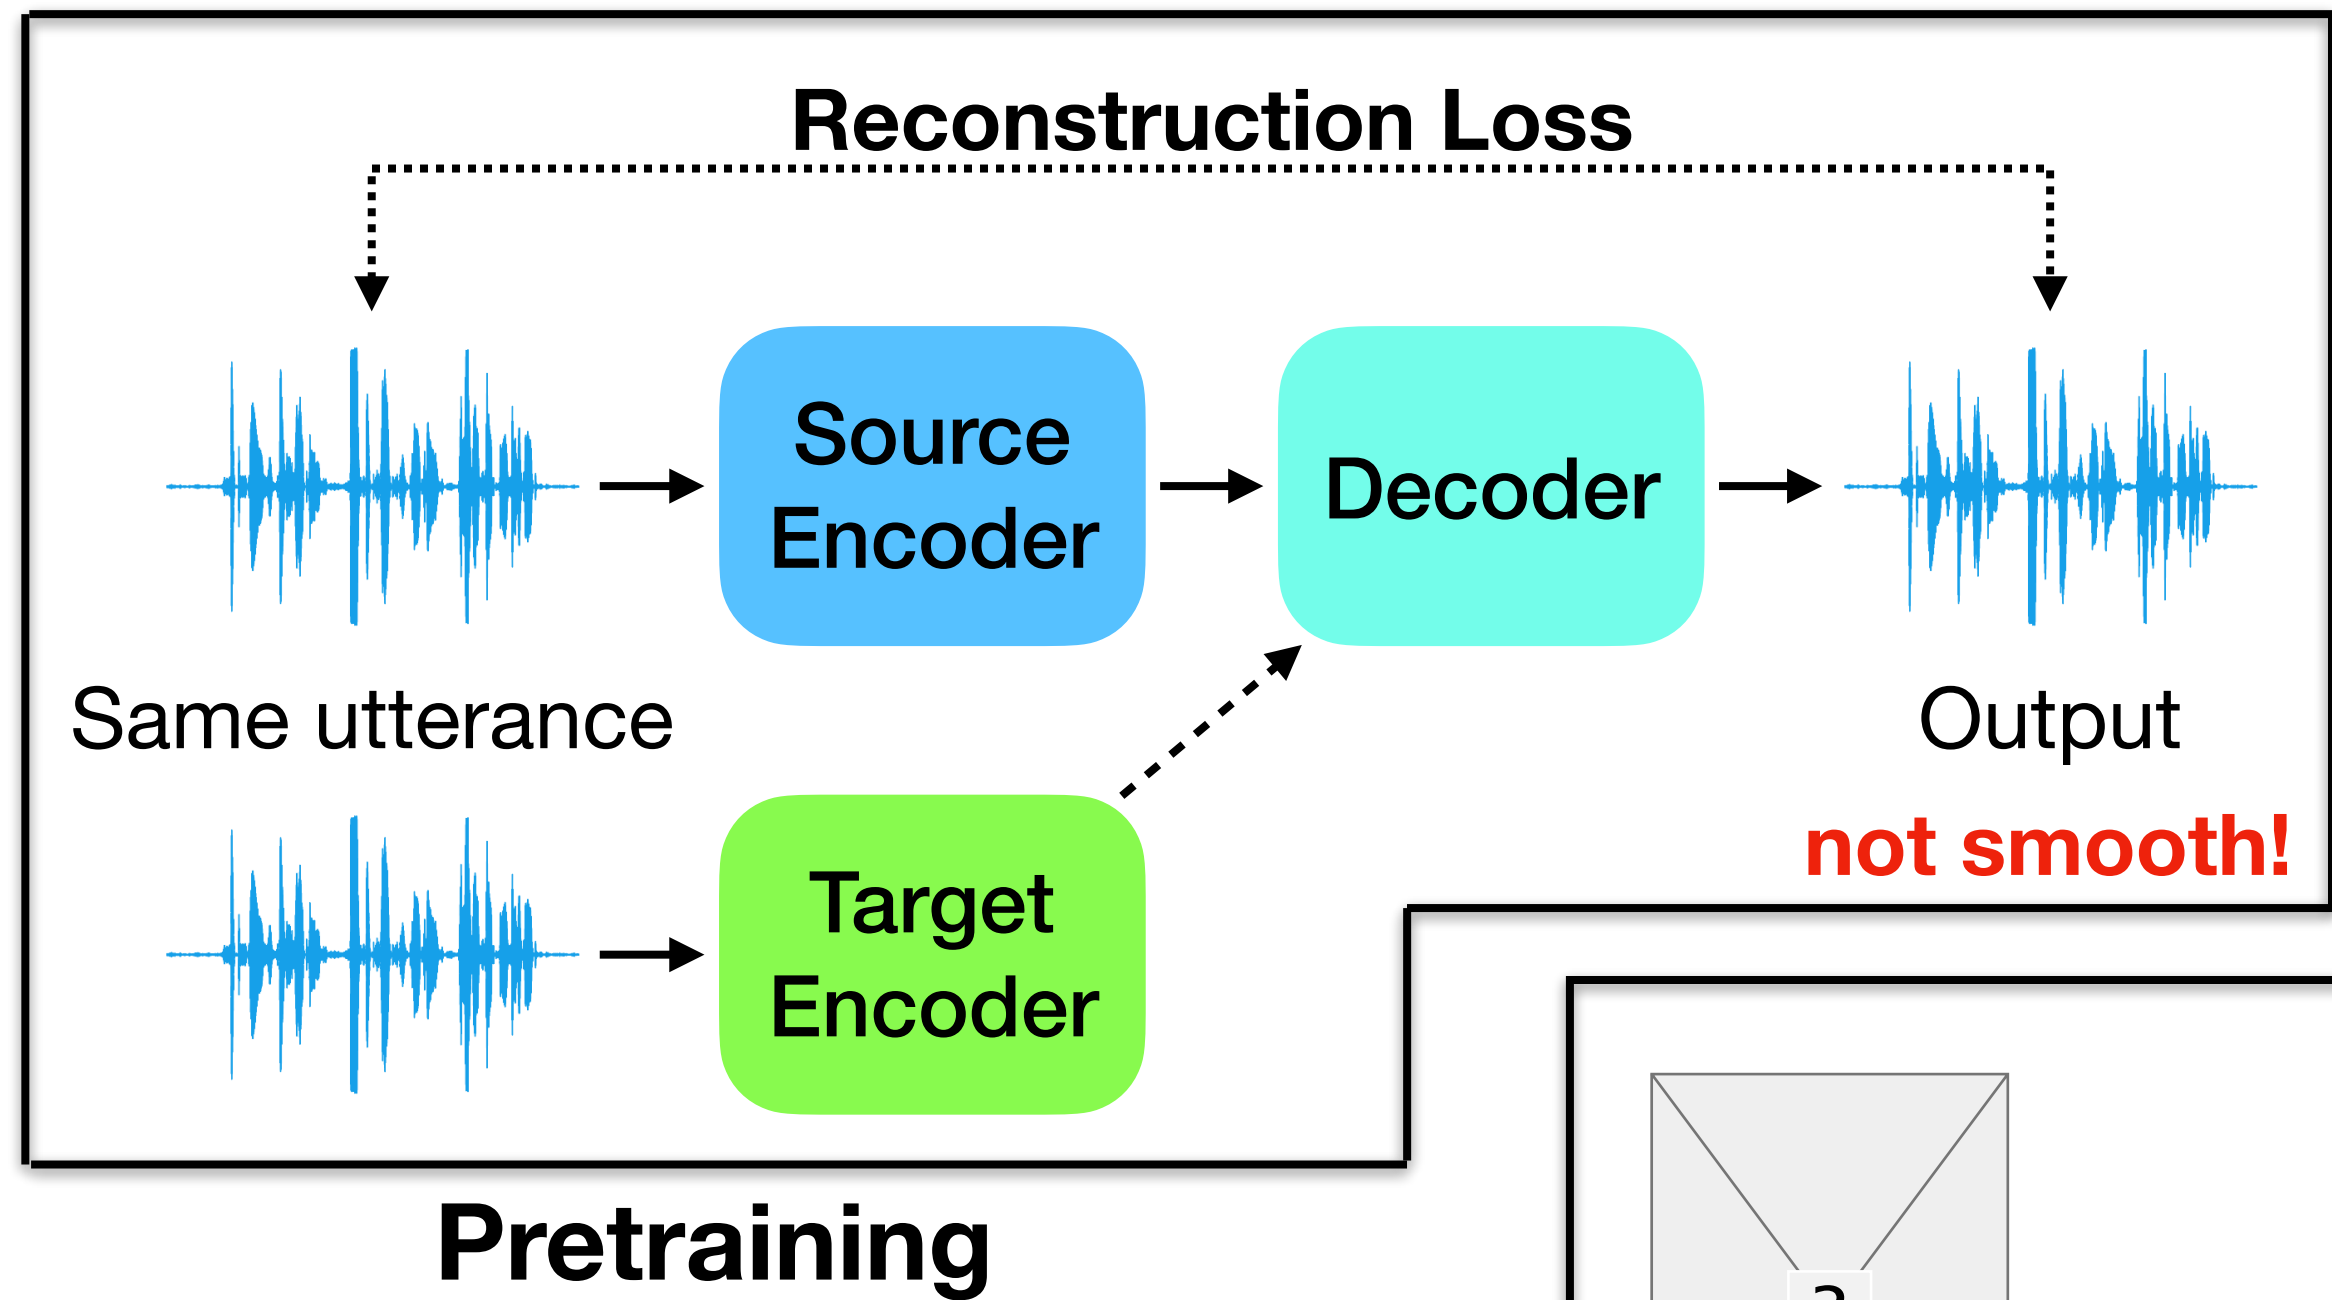 Reconstruction Loss
Source
Encoder
Decoder
Same utterance
Output
not smooth!
Target
Encoder
Pretraining